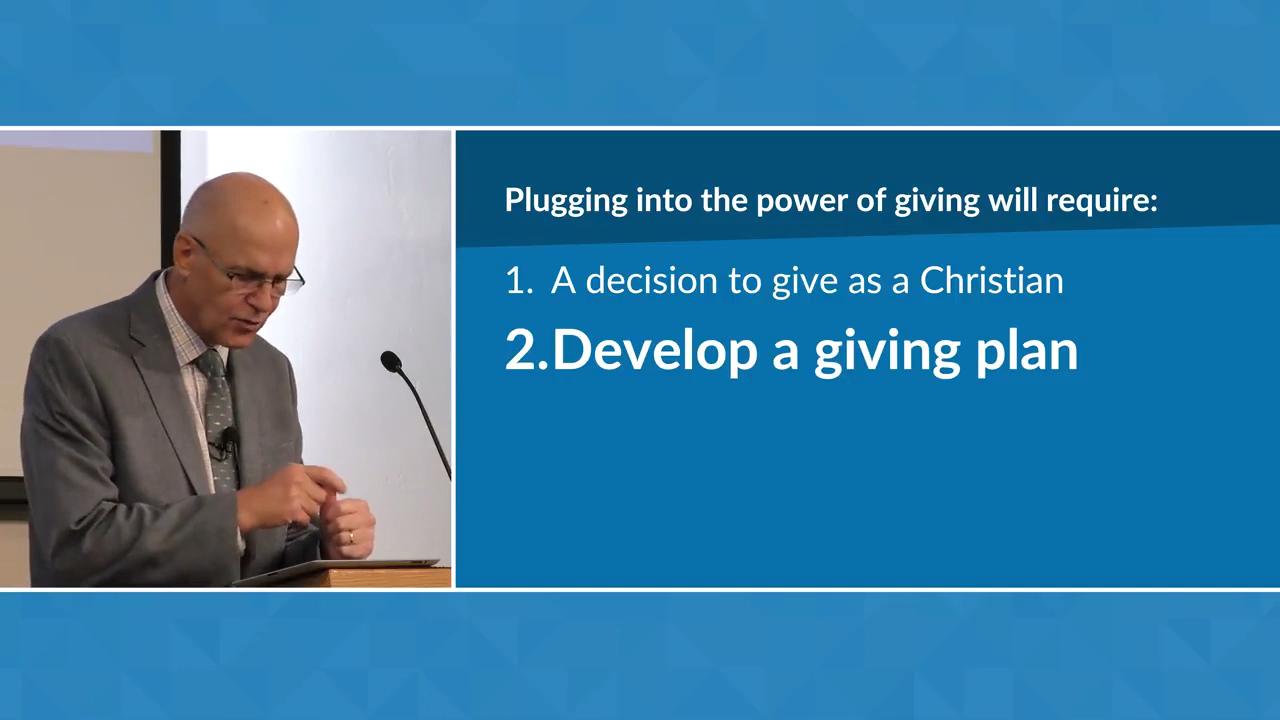 Plugging into the power of giving will require:
1. A decision to give as a Christian
2.Develop a giving plan